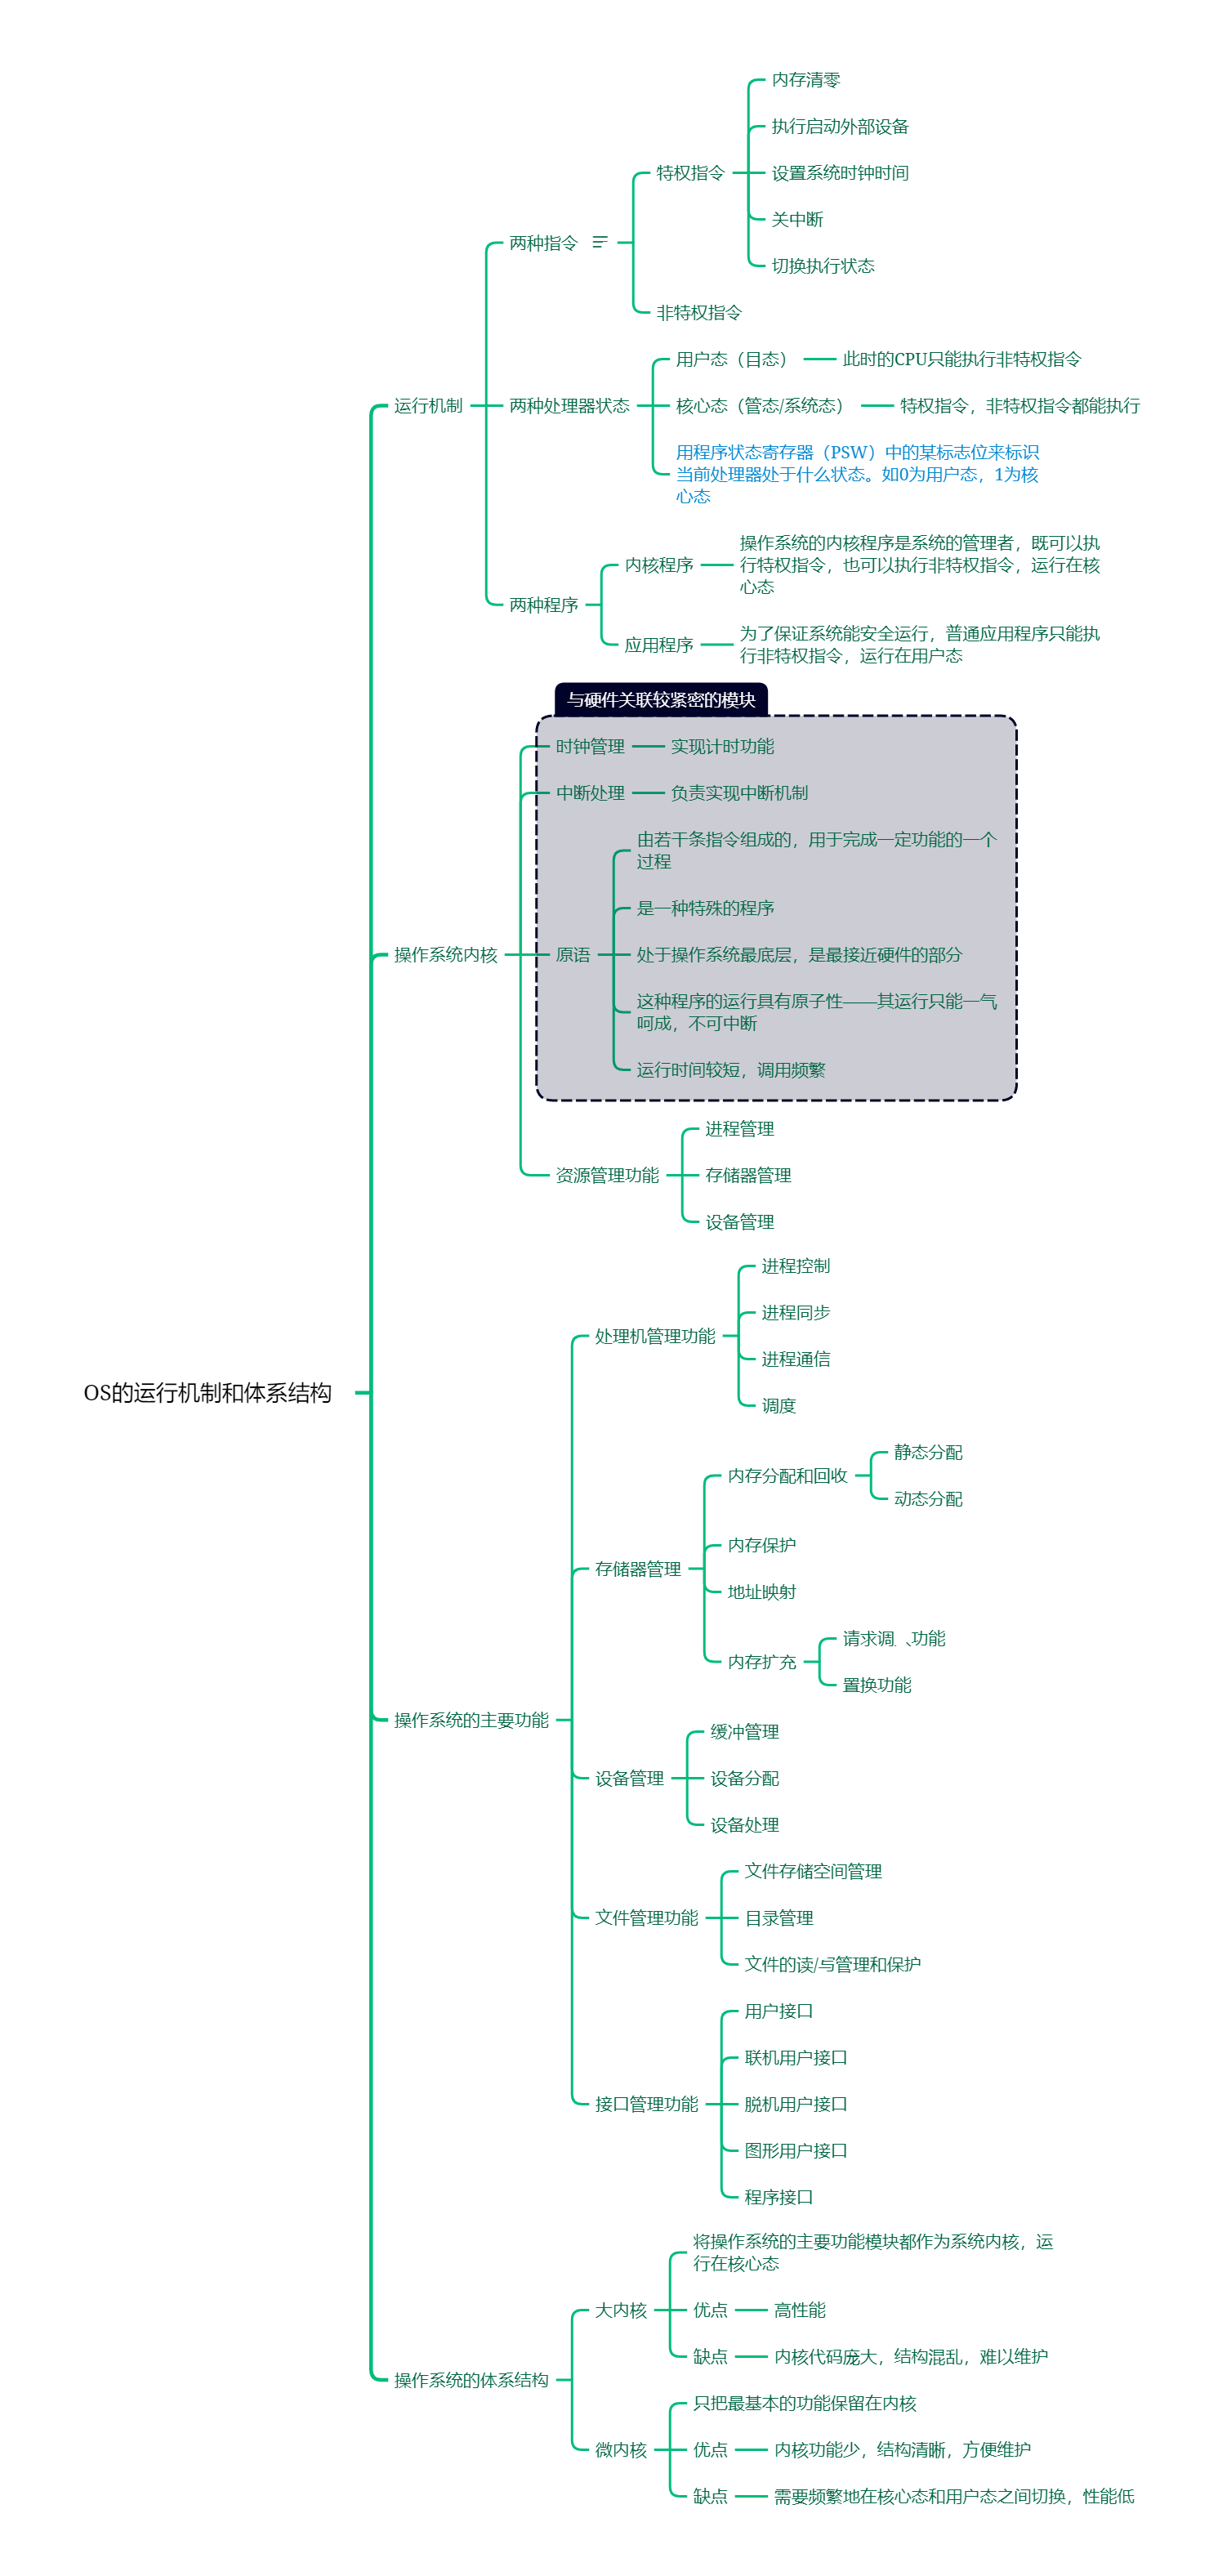 内存清零
执行启动外部设备
特权指令
设置系统时钟时间
关中断
两种指令
切换执行状态
非特权指令
用户态（目态）
此时的CPU只能执行非特权指令
运行机制
两种处理器状态
核心态（管态/系统态）
特权指令，非特权指令都能执行
用程序状态寄存器（PSW）中的某标志位来标识
当前处理器处于什么状态。如0为用户态，1为核
心态
两种程序
内核程序
操作系统的内核程序是系统的管理者，既可以执
行特权指令，也可以执行非特权指令，运行在核
心态
应用程序
为了保证系统能安全运行，普通应用程序只能执
行非特权指令，运行在用户态
与硬件关联较紧密的模块
时钟管理
实现计时功能
中断处理
负责实现中断机制
由若干条指令组成的，用于完成一定功能的一个
过程
是一种特殊的程序
操作系统内核
原语
处于操作系统最底层，是最接近硬件的部分
这种程序的运行具有原子性——其运行只能一气
呵成，不可中断
运行时间较短，调用频繁
进程管理
资源管理功能
存储器管理
设备管理
进程控制
进程同步
处理机管理功能
进程通信
调度
OS的运行机制和体系结构
静态分配
内存分配和回收
动态分配
内存保护
存储器管理
地址映射
请求调、功能
内存扩充
置换功能
操作系统的主要功能
缓冲管理
设备管理
设备分配
设备处理
文件存储空间管理
文件管理功能
目录管理
文件的读/写管理和保护
用户接口
联机用户接口
接口管理功能
脱机用户接口
图形用户接口
程序接口
将操作系统的主要功能模块都作为系统内核，运
行在核心态
大内核
优点
高性能
缺点
内核代码庞大，结构混乱，难以维护
操作系统的体系结构
只把最基本的功能保留在内核
微内核
优点
内核功能少，结构清晰，方便维护
缺点
需要频繁地在核心态和用户态之间切换，性能低